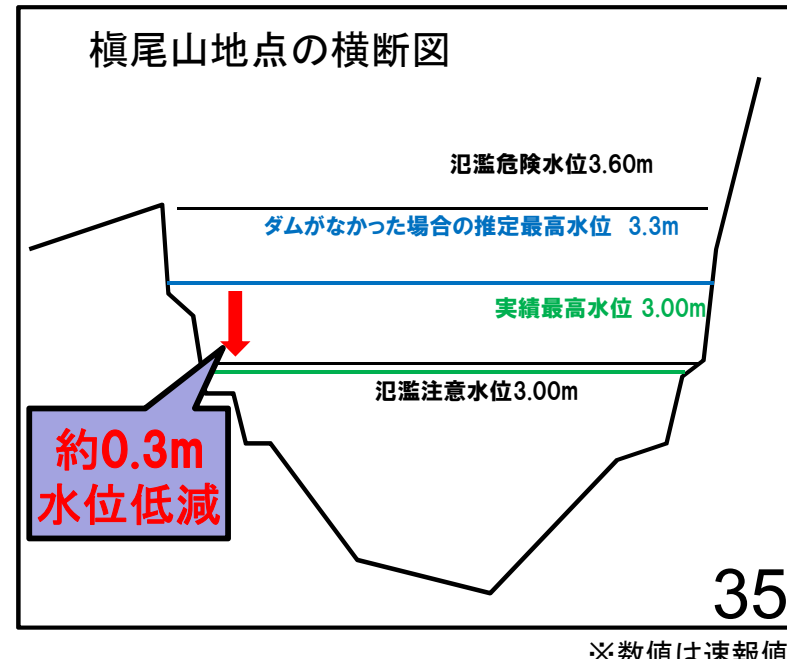 槇尾山地点の横断図
氾濫危険水位3.60m
ダムがなかった場合の推定最高水位 3.3m
実績最高水位 3.00m
氾濫注意水位3.00m
約0.3m
水位低減
35
※数値は速報値